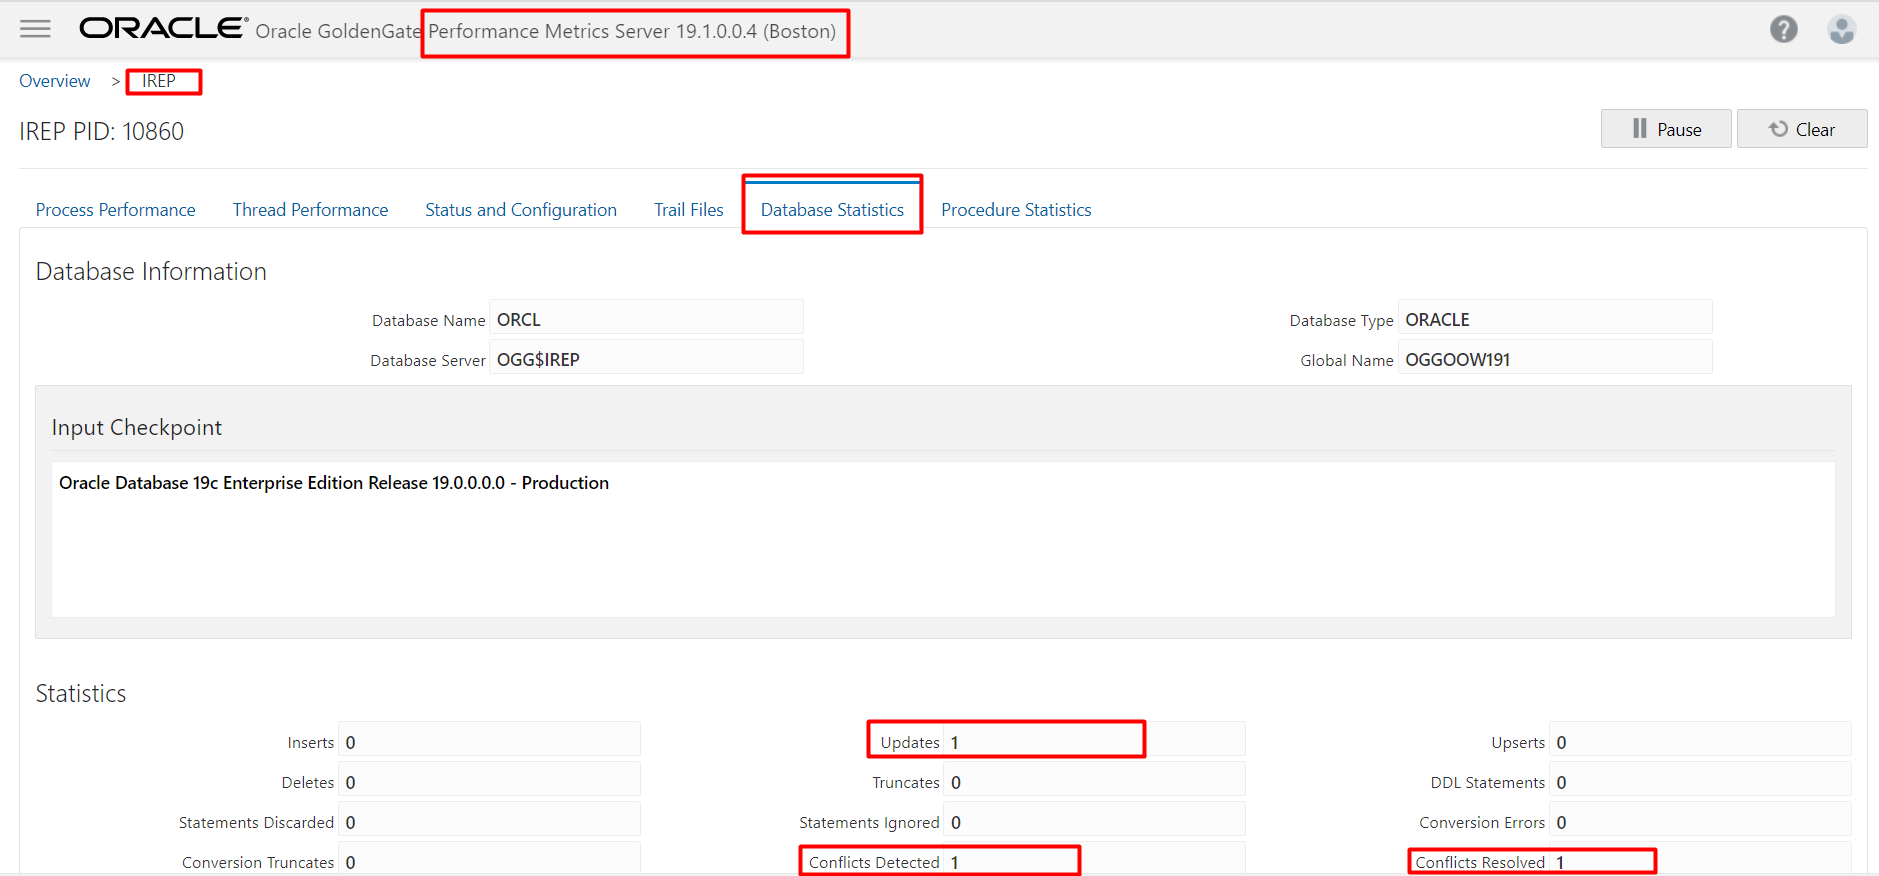 ORACLE® Oracle GoldenGate Performance Metrics Server 19.1.0.0.4 (Boston) ?
Overview > IREP
IREP PID: 10860
Pause Clear
Process Performance Thread Performance Status and Configuration Trail Files Database Statistics Procedure Statistics
Database Information
Database Name ORCL Database Type ORACLE
Database Server OGG$IREP Global Name OGGOOW191
Input Checkpoint
Oracle Database 19c Enterprise Edition Release 19.0.0.0.0 - Production
Statistics
Inserts 0 Updates 1 Upserts 0
Deletes 0 Truncates 0 DDL Statements 0
Statements Discarded 0 Statements Ignored 0 Conversion Errors 0
Conversion Truncates 0 Conflicts Detected 1 Conflicts Resolved 1